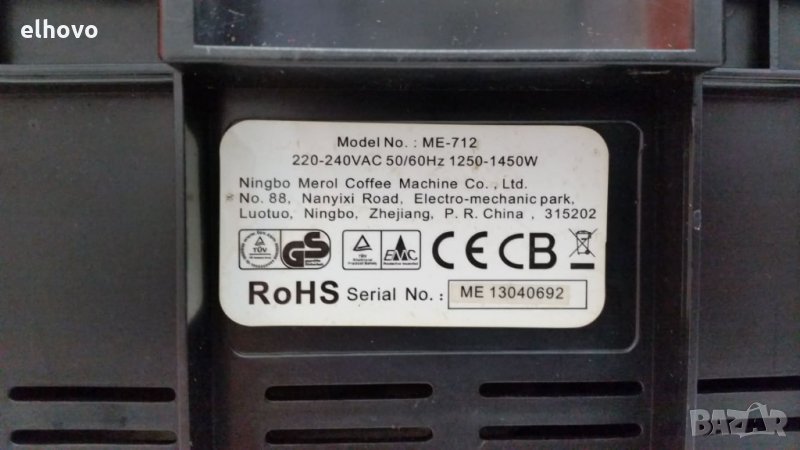 elhovo
Model No. : ME-712
220-240VAC 50/60Hz 1250-1450W
Ningbo Merol Coffee Machine Co., Ltd.
No. 88, Nanyixi Road, Electro-mechanic park,
Luotuo, Ningbo, Zhejiang, P. R. China , 315202
TÜV GS EMC CE CB
RoHS Serial No. : ME 13040692
BAZAR